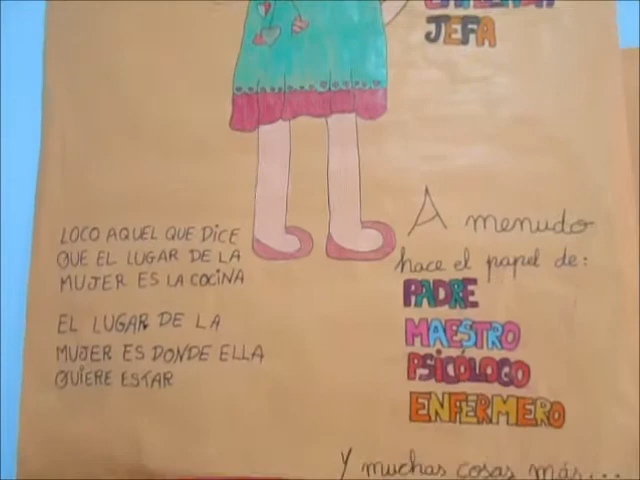 JEFA
LOCO AQUEL QUE DICE
QUE EL LUGAR DE LA
MUJER ES LA COCINA
EL LUGAR DE LA
MUJER ES DONDE ELLA
QUIERE ESTAR
A menudo
hace el papel de:
PADRE
MAESTRO
PSICÓLOGO
ENFERMERO
Y muchas cosas más...